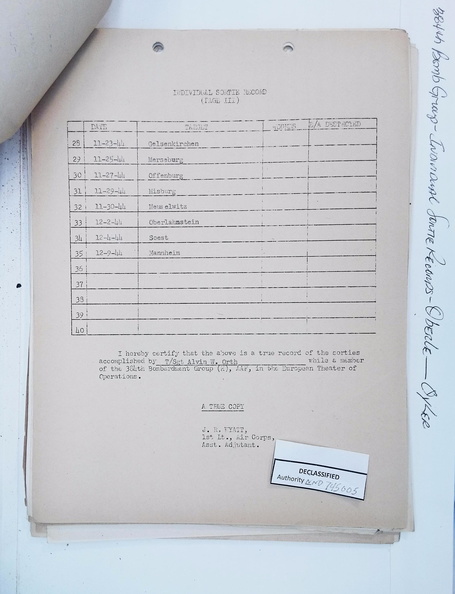 INDIVIDUAL SORTIE RECORD
(PAGE III)
DATE TARGET E/A DESTROYED
28 11-23-44 Gelsenkirchen
29 11-25-44 Merseburg
30 11-27-44 Offenburg
31 11-29-44 Misburg
32 11-30-44
33 12-2-44 Oberlahnstein
34 12-4-44 Soest
35 12-9-44 Mannheim
36
37
38
39
40
I hereby certify that the above is a true record of the sorties
accomplished by T/Sgt Alvin W. Orth while a member
of the 384th Bombardment Group (H), AAF, in the European Theater of
Operations.
A TRUE COPY
J. R. WYATT,
1st Lt., Air Corps,
Asst. Adjutant.
DECLASSIFIED
Authority NND 745005
384th Bomb Group - Individual Sortie Records - Oberle - Oyler